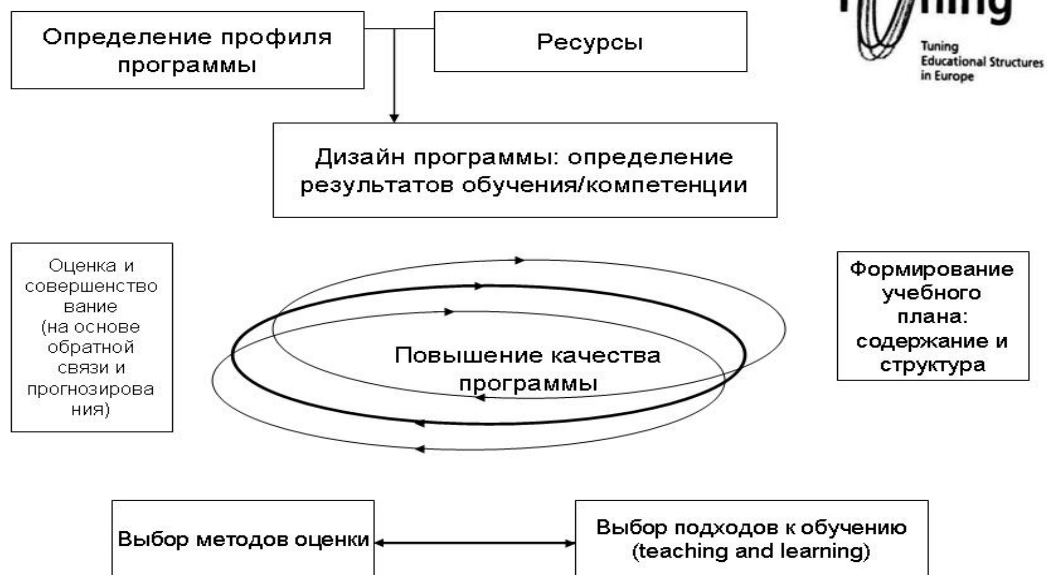 Определение профиля
программы
Ресурсы
Tuning
Educational Structures
in Europe
Дизайн программы: определение
результатов обучения/компетенции
Оценка и
совершенство
вание
(на основе
обратной
связи и
прогнозирова
ния)
Повышение качества
программы
Формирование
учебного
плана:
содержание и
структура
Выбор методов оценки
Выбор подходов к обучению
(teaching and learning)